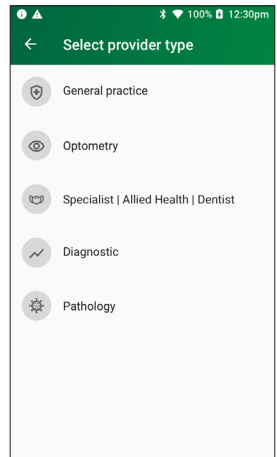 100% 12:30pm
Select provider type
General practice
Optometry
Specialist | Allied Health | Dentist
Diagnostic
Pathology